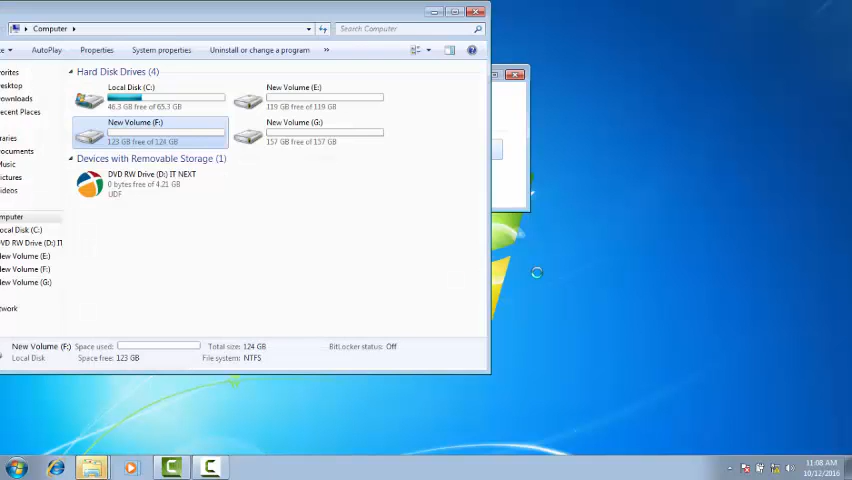 Computer
Search Computer
AutoPlay Properties System properties Uninstall or change a program »
Hard Disk Drives (4)
Local Disk (C:)
46.3 GB free of 65.3 GB
New Volume (E:)
119 GB free of 119 GB
New Volume (F:)
123 GB free of 124 GB
New Volume (G:)
157 GB free of 157 GB
Devices with Removable Storage (1)
DVD RW Drive (D:) IT NEXT
0 bytes free of 4.21 GB
UDF
vorites
esktop
ownloads
ecent Places
raries
ocuments
Music
ictures
ideos
mputer
ocal Disk (C:)
VD RW Drive (D:) IT
ew Volume (E:)
ew Volume (F:)
ew Volume (G:)
twork
New Volume (F:) Space used: Total size: 124 GB BitLocker status: Off
Local Disk Space free: 123 GB File system: NTFS
11:08 AM
10/12/2016